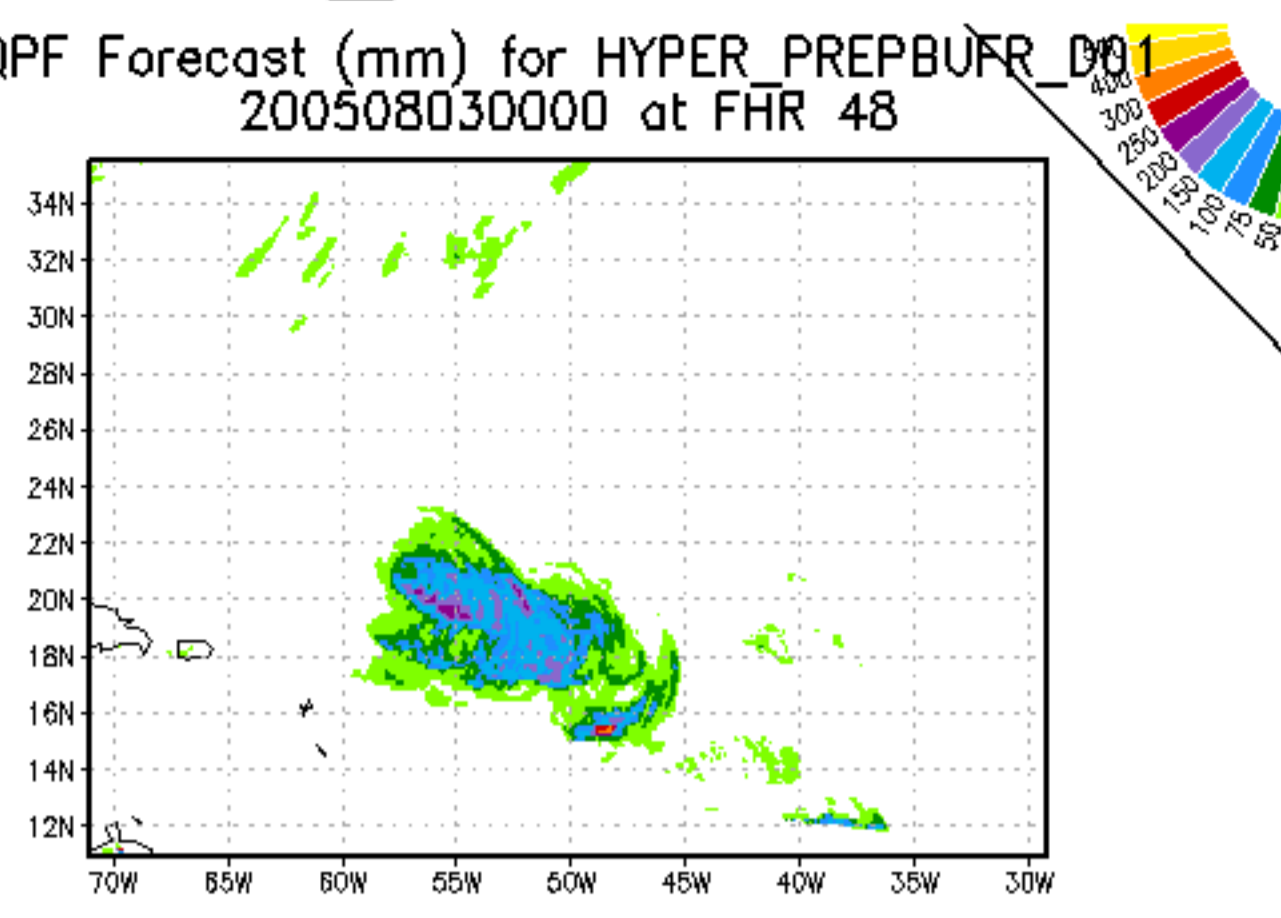 QPF Forecast (mm) for HYPER_PREPBUFR_D01
200508030000 at FHR 48
400
300
250
200
150
100
75
50
34N
32N
30N
28N
26N
24N
22N
20N
18N
16N
14N
12N
70W 65W 60W 55W 50W 45W 40W 35W 30W